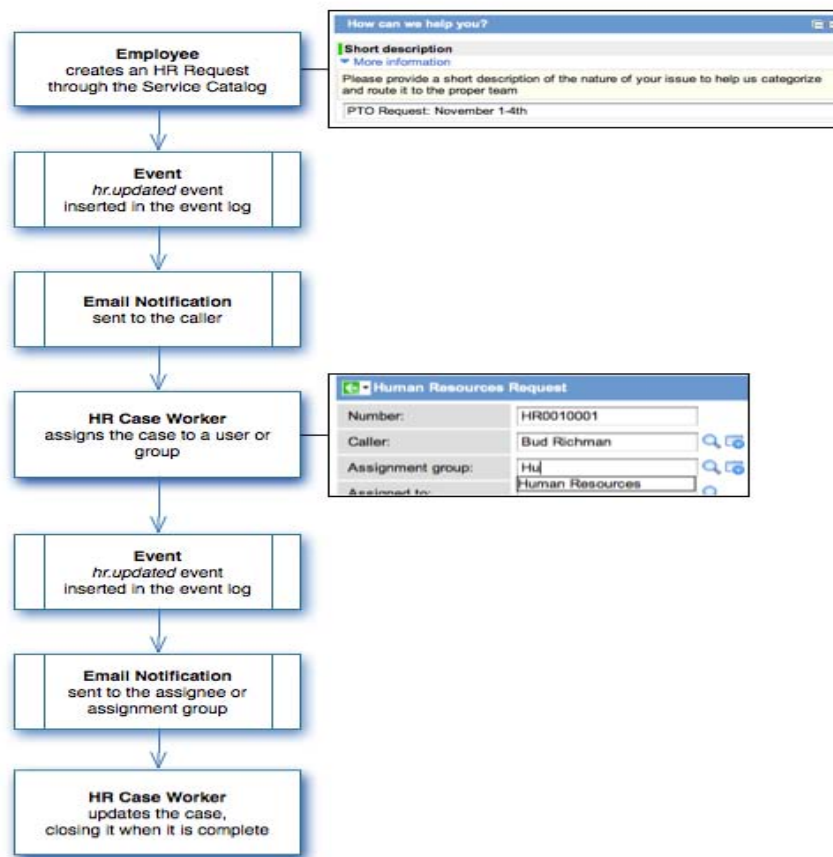 Employee
creates an HR Request
through the Service Catalog
How can we help you?
Short description
More information
Please provide a short description of the nature of your issue to help us categorize
and route it to the proper team
PTO Request: November 1-4th
Event
hr.updated event
inserted in the event log
Email Notification
sent to the caller
HR Case Worker
assigns the case to a user or
group
Human Resources Request
Number: HR0010001
Caller: Bud Richman
Assignment group: Hu
Human Resources
Assigned to:
Event
hr.updated event
inserted in the event log
Email Notification
sent to the assignee or
assignment group
HR Case Worker
updates the case,
closing it when it is complete